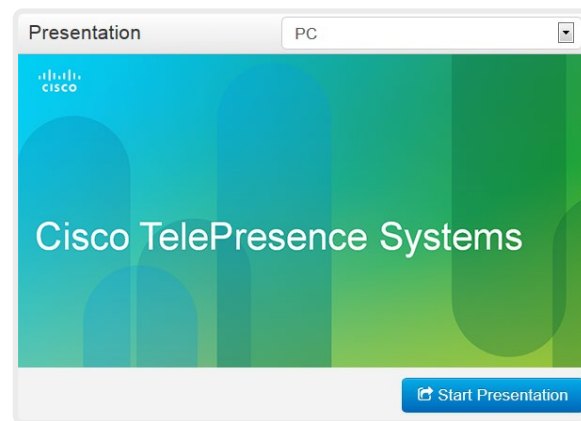 Presentation
PC
CISCO
Cisco TelePresence Systems
Start Presentation